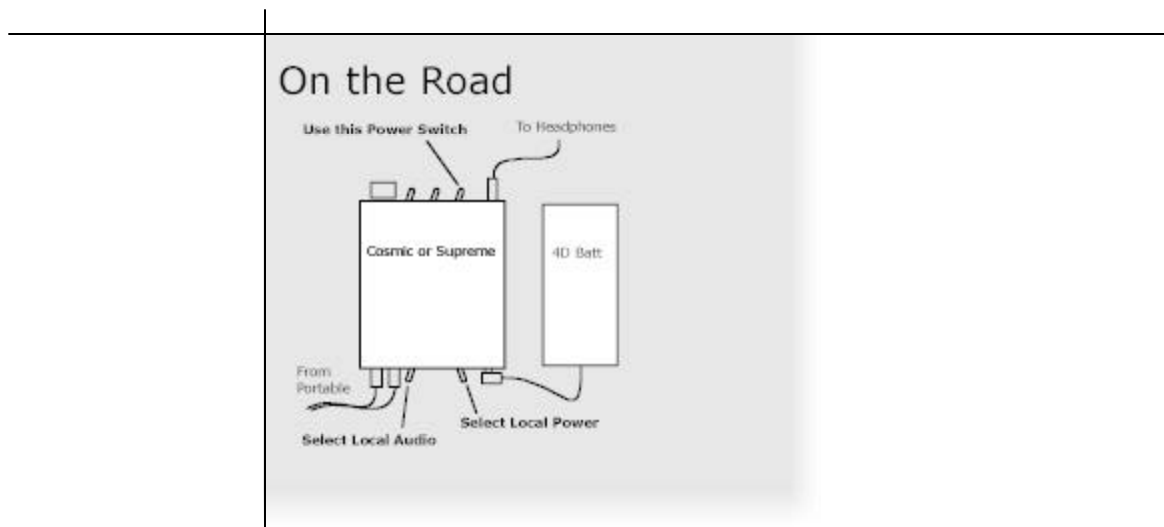 On the Road
Use this Power Switch
To Headphones
Cosmic or Supreme
4D Batt
From
Portable
Select Local Power
Select Local Audio